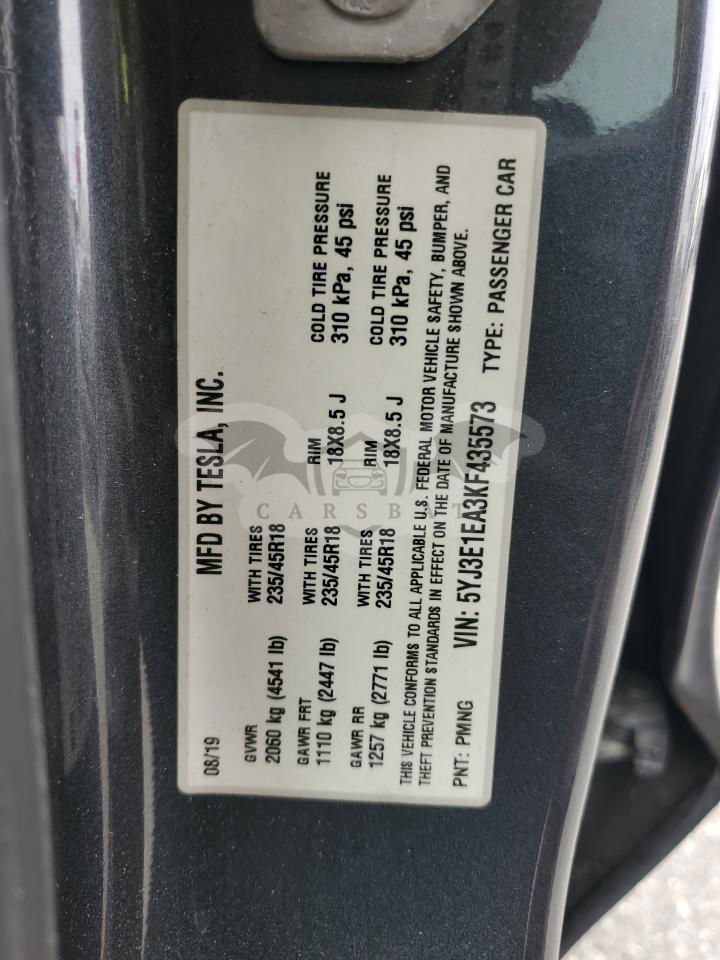 08/19 MFD BY TESLA, INC.
GVWR WITH TIRES
2060 kg (4541 lb) 235/45R18
GAWR FRT WITH TIRES RIM COLD TIRE PRESSURE
1110 kg (2447 lb) 235/45R18 18X8.5 J 310 kPa, 45 psi
GAWR RR WITH TIRES RIM COLD TIRE PRESSURE
1257 kg (2771 lb) 235/45R18 18X8.5 J 310 kPa, 45 psi
THIS VEHICLE CONFORMS TO ALL APPLICABLE U.S. FEDERAL MOTOR VEHICLE SAFETY, BUMPER, AND
THEFT PREVENTION STANDARDS IN EFFECT ON THE DATE OF MANUFACTURE SHOWN ABOVE.
PNT: PMNG VIN: 5YJ3E1EA3KF435573 TYPE: PASSENGER CAR
CARSBAT